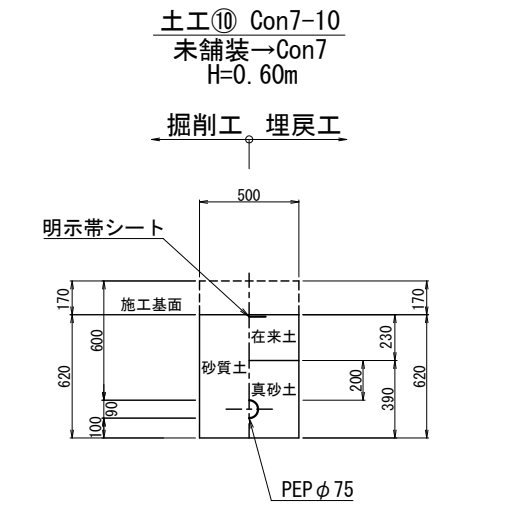 土工⑩ Con7-10
未舗装→Con7
H=0.60m
掘削工 埋戻工
500
明示帯シート
170
施工基面
170
600
在来土
230
砂質土
620
200
620
真砂土
390
90
100
PEPφ75